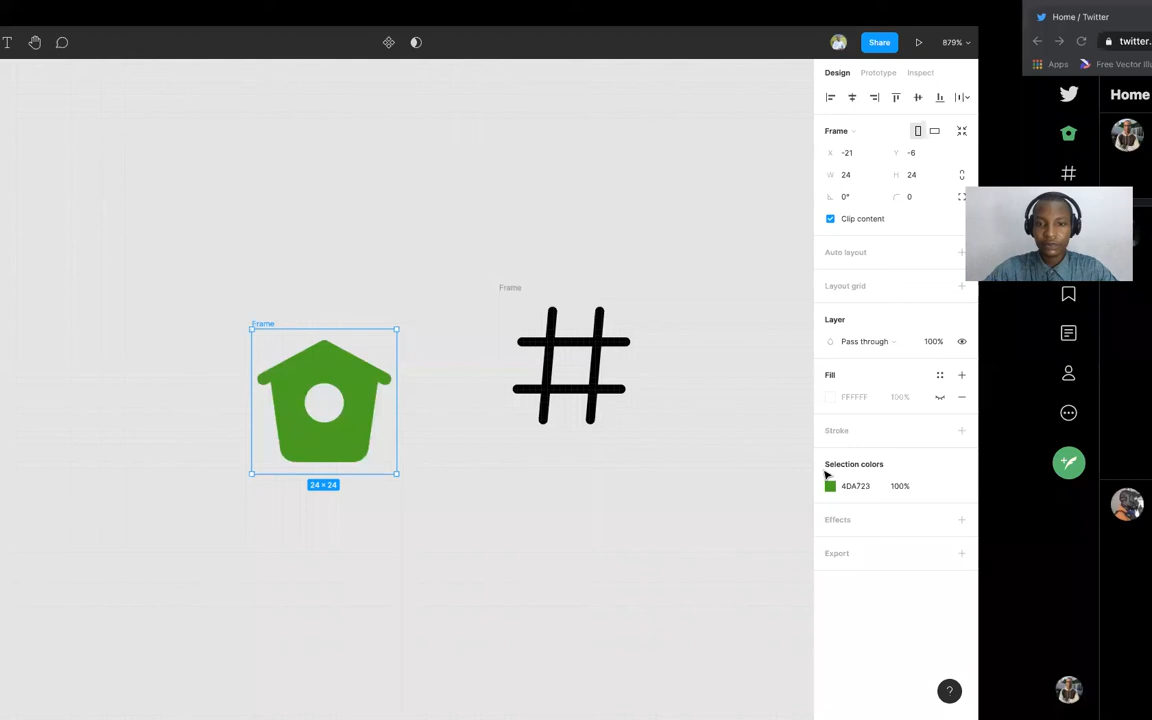 Home / Twitter
T
Share
879%
twitter.
Apps
Free Vector Illu
Design Prototype Inspect
Home
Frame
X -21 Y -6
W 24 H 24
0° 0
Clip content
Auto layout
Layout grid
Frame
Frame
Layer
Pass through 100%
Fill
FFFFFF 100%
Stroke
Selection colors
4DA723 100%
24 × 24
Effects
Export
?